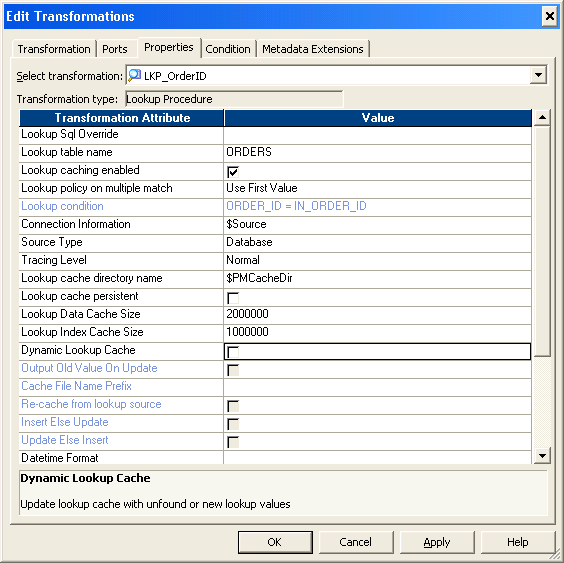 Edit Transformations
Transformation Ports Properties Condition Metadata Extensions
Select transformation: LKP_OrderID
Transformation type: Lookup Procedure
Transformation Attribute Value
Lookup Sql Override
Lookup table name ORDERS
Lookup caching enabled
Lookup policy on multiple match Use First Value
Lookup condition ORDER_ID = IN_ORDER_ID
Connection Information $Source
Source Type Database
Tracing Level Normal
Lookup cache directory name $PMCacheDir
Lookup cache persistent
Lookup Data Cache Size 2000000
Lookup Index Cache Size 1000000
Dynamic Lookup Cache
Output Old Value On Update
Cache File Name Prefix
Re-cache from lookup source
Insert Else Update
Update Else Insert
Datetime Format
Dynamic Lookup Cache
Update lookup cache with unfound or new lookup values
OK Cancel Apply Help